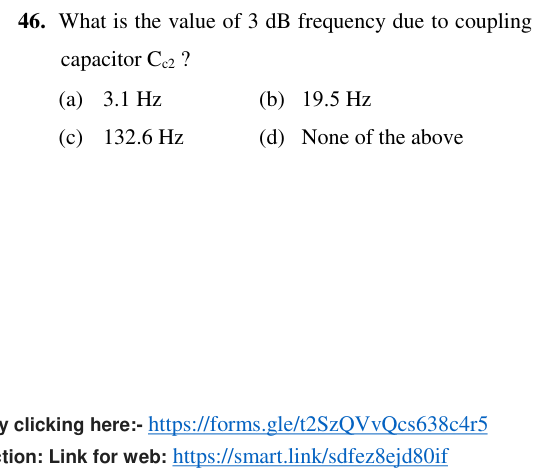 46. What is the value of 3 dB frequency due to coupling
capacitor Cc2 ?
(a) 3.1 Hz (b) 19.5 Hz
(c) 132.6 Hz (d) None of the above
y clicking here:- https://forms.gle/t2SzQVvQcs638c4r5
ction: Link for web: https://smart.link/sdfez8ejd80if